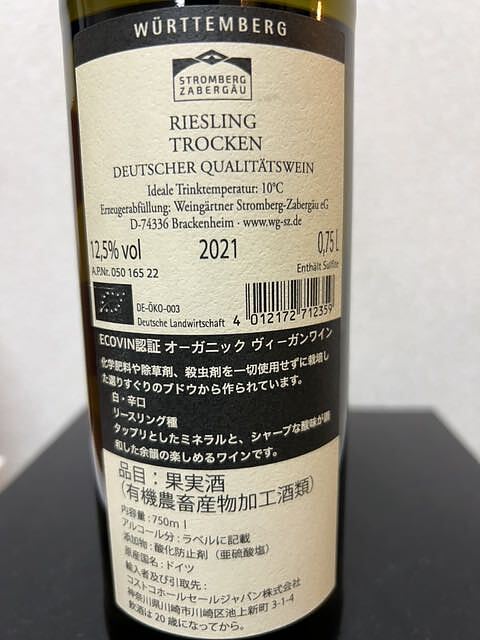 WÜRTTEMBERG
STROMBERG
ZABERGÄU
RIESLING
TROCKEN
DEUTSCHER QUALITÄTSWEIN
Ideale Trinktemperatur: 10°C
Erzeugerabfüllung: Weingärtner Stromberg-Zabergäu eG
D-74336 Brackenheim · www.wg-sz.de
12,5% vol 2021 0,75 L
A.P.Nr. 050 165 22 Enthält Sulfite
DE-ÖKO-003
Deutsche Landwirtschaft
4 012172 712359
ECOVIN認証 オーガニック ヴィーガンワイン
化学肥料や除草剤、殺虫剤を一切使用せずに栽培し
た選りすぐりのブドウから作られています。
白・辛口
リースリング種
タップリとしたミネラルと、シャープな酸味が調
和した余韻の楽しめるワインです。
品目：果実酒
（有機農畜産物加工酒類）
内容量：750ml
アルコール分：ラベルに記載
添加物：酸化防止剤（亜硫酸塩）
原産国名：ドイツ
輸入者及び引取先：
コストコホールセールジャパン株式会社
神奈川県川崎市川崎区池上新町 3-1-4
飲酒は20歳になってから。